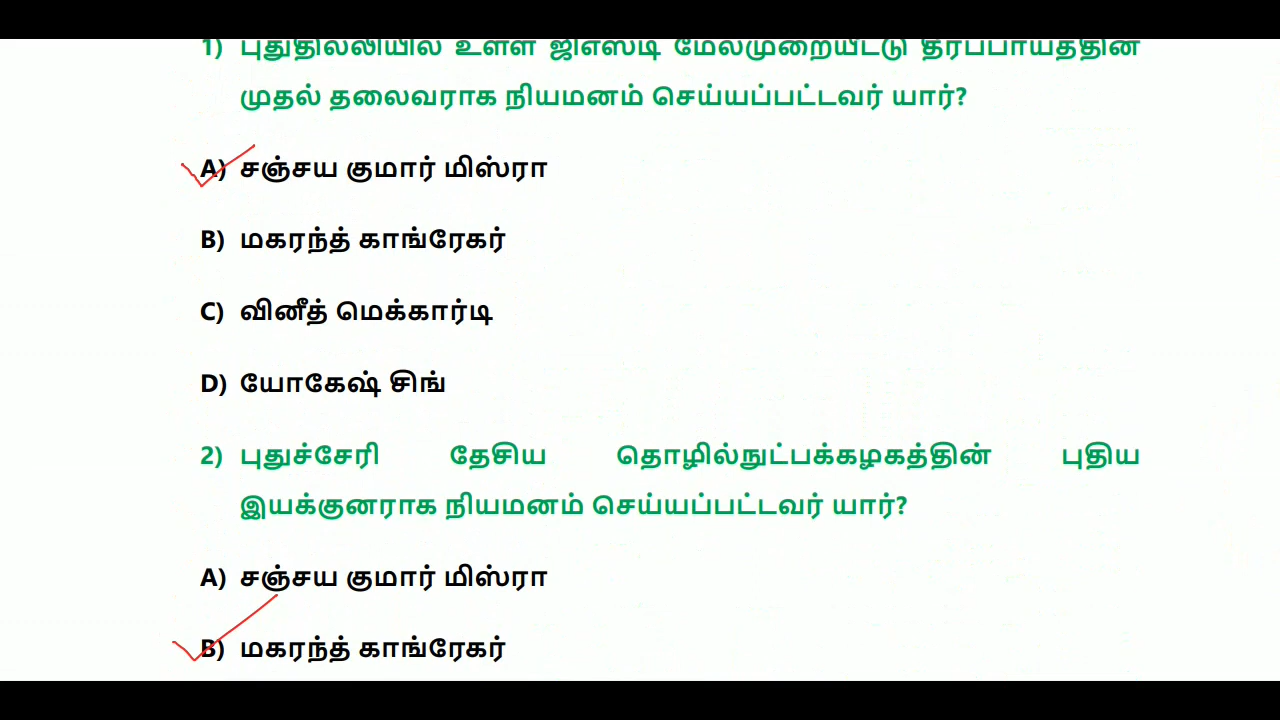 1) புதுதில்லியில் உள்ள ஜிஎஸ்டி மேல்முறையீட்டு தீர்ப்பாயத்தின்
முதல் தலைவராக நியமனம் செய்யப்பட்டவர் யார்?
A) சஞ்சய குமார் மிஸ்ரா
B) மகரந்த் காங்ரேகர்
C) வினீத் மெக்கார்டி
D) யோகேஷ் சிங்
2) புதுச்சேரி தேசிய தொழில்நுட்பக்கழகத்தின் புதிய
இயக்குனராக நியமனம் செய்யப்பட்டவர் யார்?
A) சஞ்சய குமார் மிஸ்ரா
B) மகரந்த் காங்ரேகர்